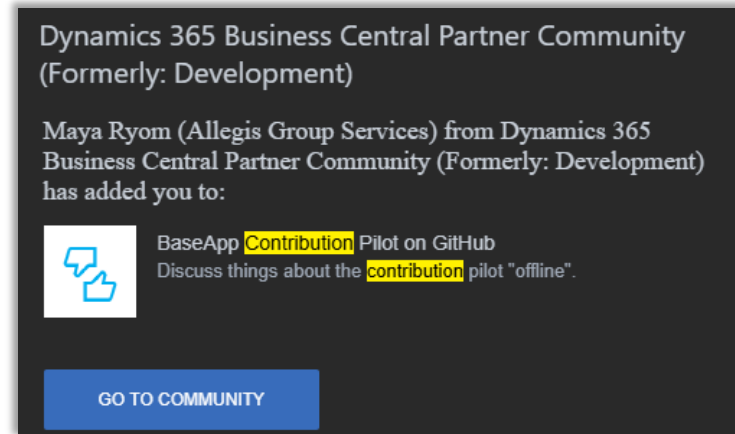 Dynamics 365 Business Central Partner Community
(Formerly: Development)
Maya Ryom (Allegis Group Services) from Dynamics 365
Business Central Partner Community (Formerly: Development)
has added you to:
BaseApp Contribution Pilot on GitHub
Discuss things about the contribution pilot "offline".
GO TO COMMUNITY